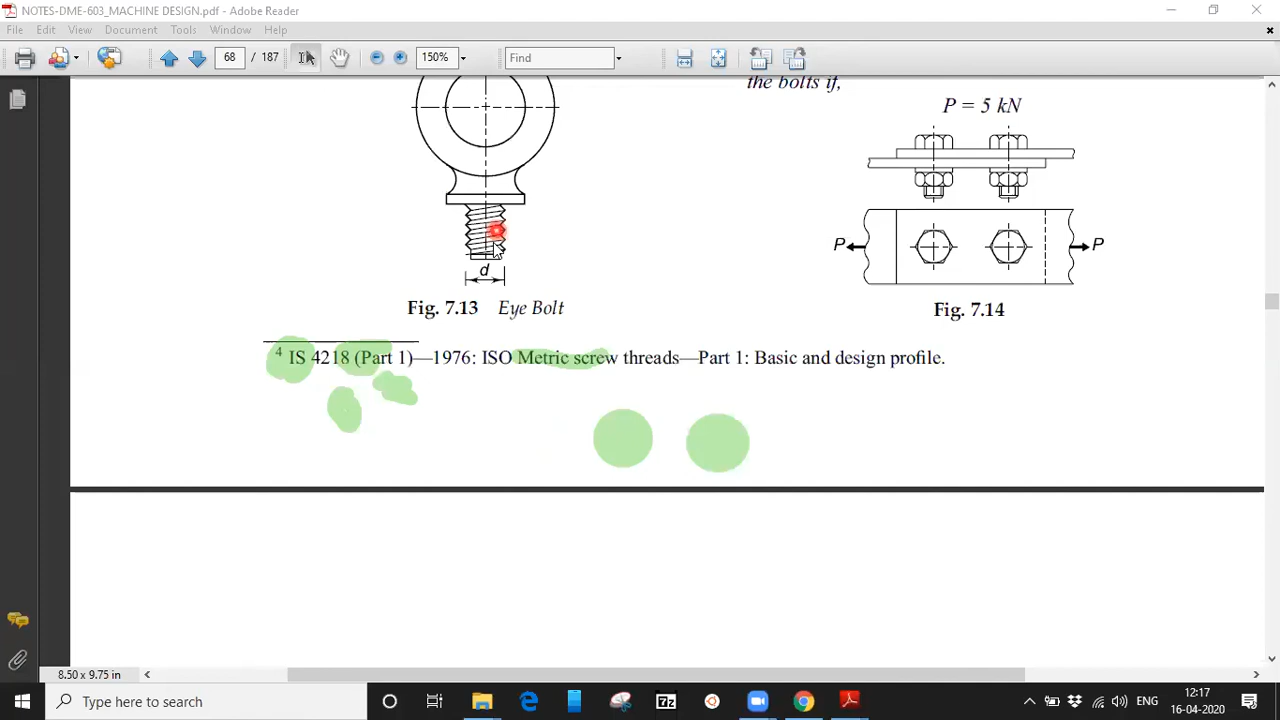 NOTES-DME-603_MACHINE DESIGN.pdf - Adobe Reader
File Edit View Document Tools Window Help
68 / 187 150% Find
the bolts if,
P = 5 kN
P P
d
Fig. 7.13 Eye Bolt
Fig. 7.14
4 IS 4218 (Part 1)—1976: ISO Metric screw threads—Part 1: Basic and design profile.
8.50 x 9.75 in
Type here to search
7z
ENG
12:17
16-04-2020